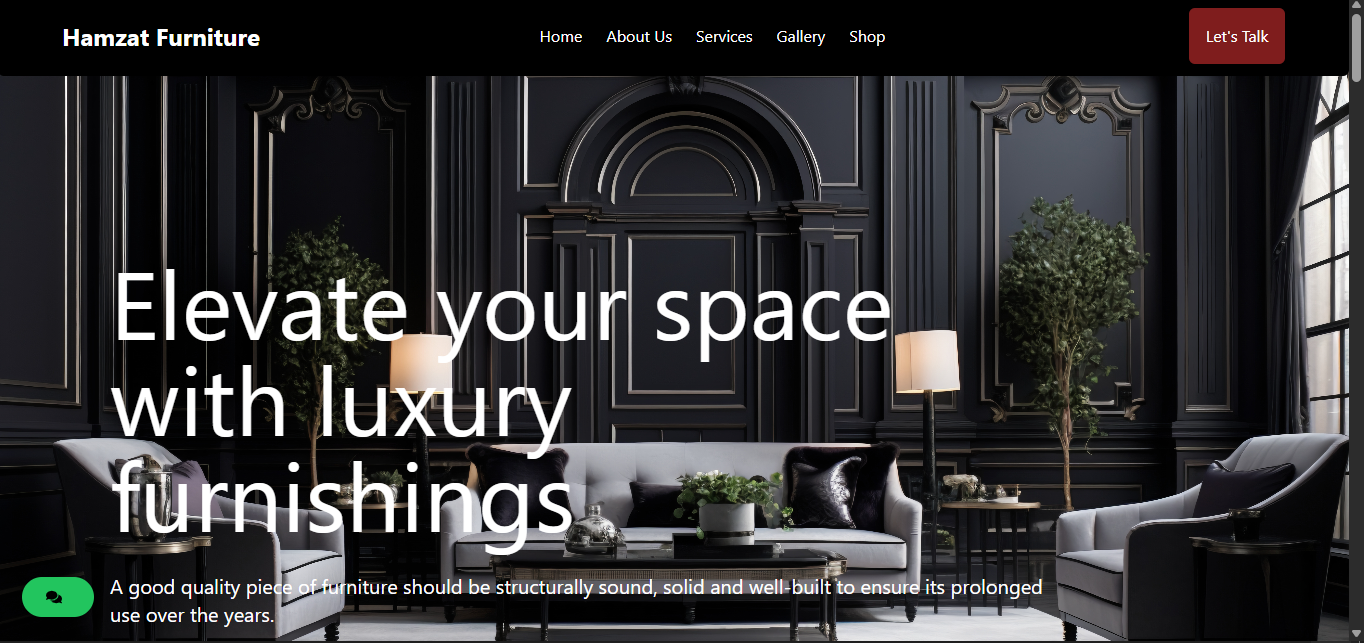 Hamzat Furniture
Home
About Us
Services
Gallery
Shop
Let's Talk
Elevate your space
with luxury
furnishings
A good quality piece of furniture should be structurally sound, solid and well-built to ensure its prolonged
use over the years.